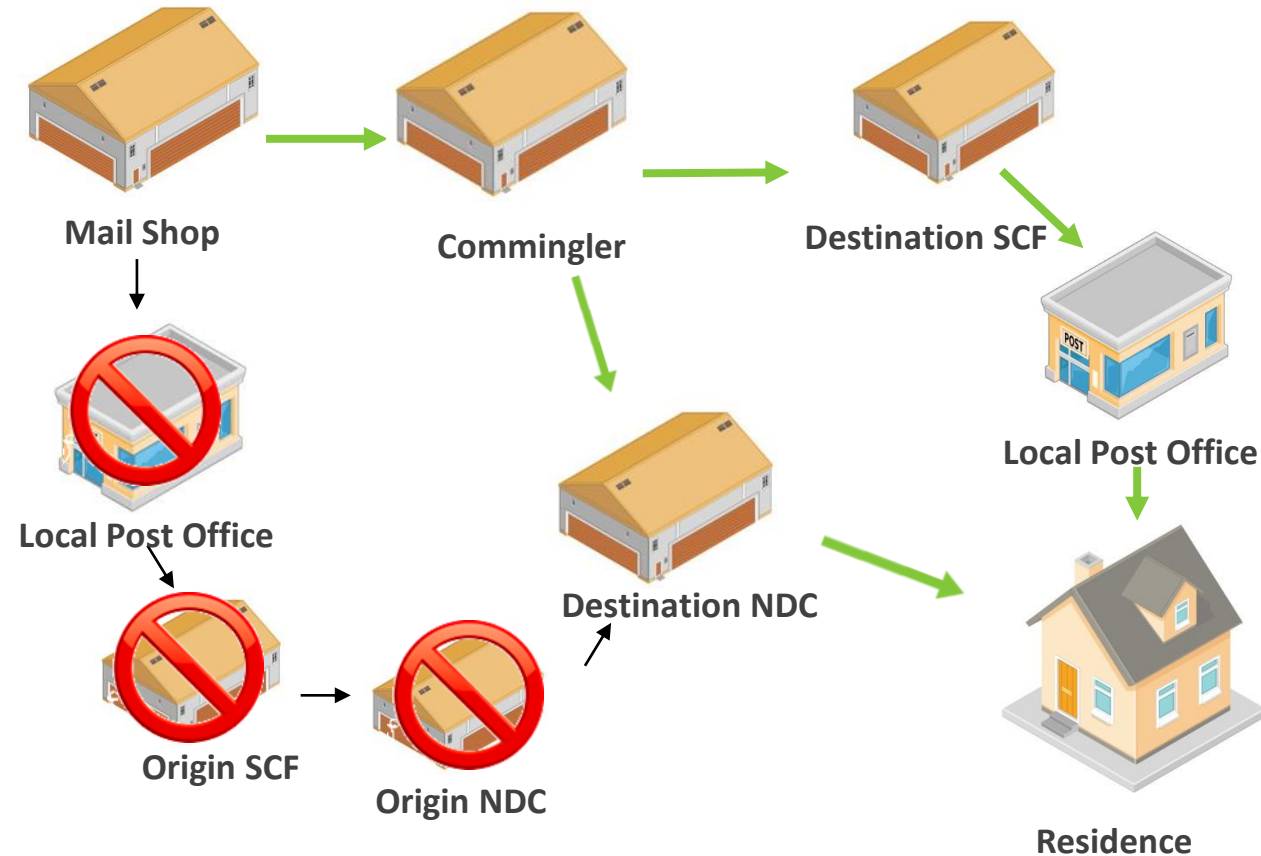 Mail Shop
Commingler
Destination SCF
POST
Local Post Office
Local Post Office
Destination NDC
Origin SCF
Origin NDC
Residence